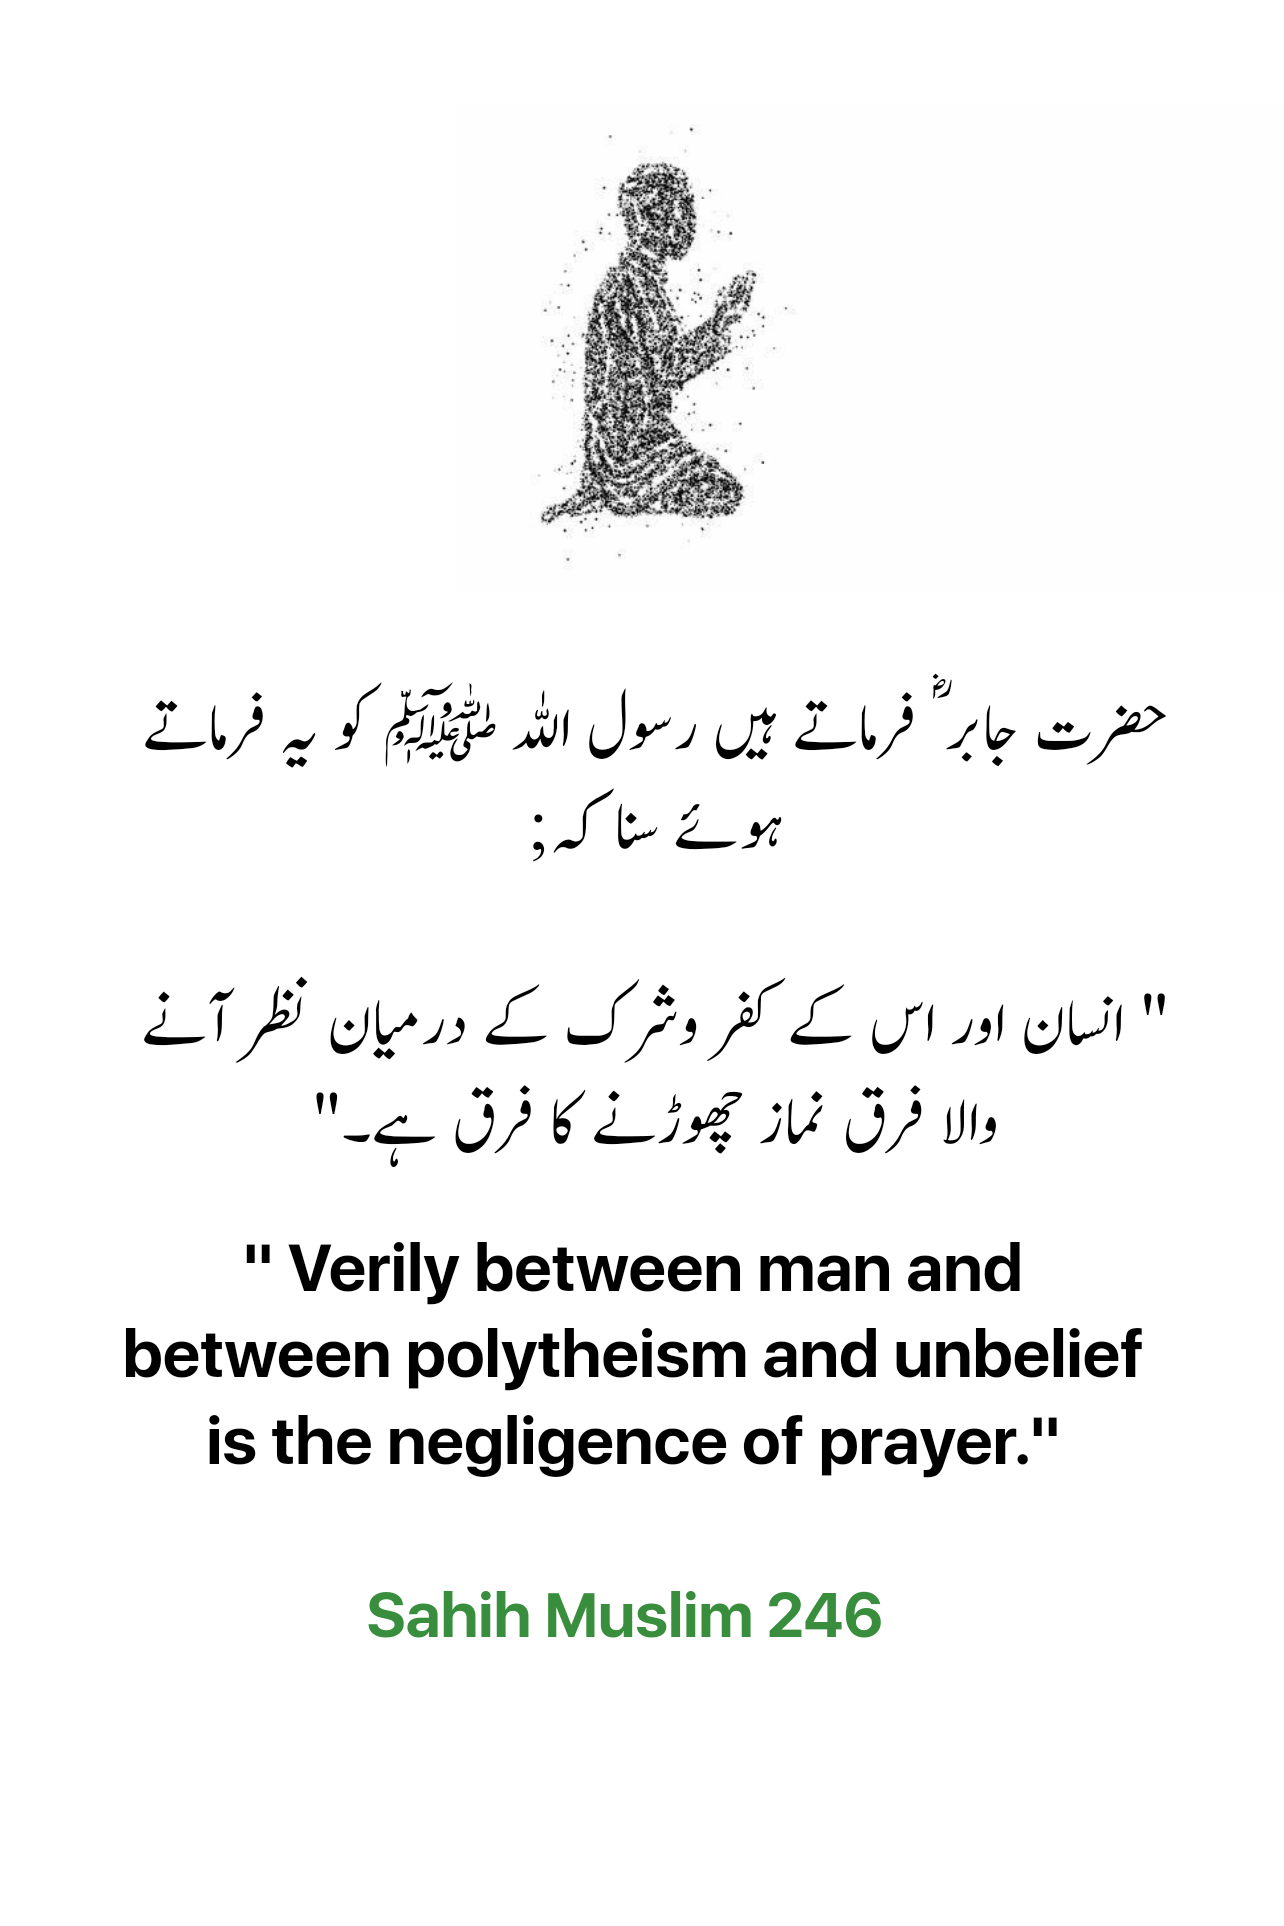 حضرت جابرؓ فرماتے ہیں رسول اللہ ﷺ کو یہ فرماتے
ہوئے سنا کہ;
" انسان اور اس کے کفر وشرک کے درمیان نظر آنے
والا فرق نماز چھوڑنے کا فرق ہے۔"
" Verily between man and
between polytheism and unbelief
is the negligence of prayer."
Sahih Muslim 246